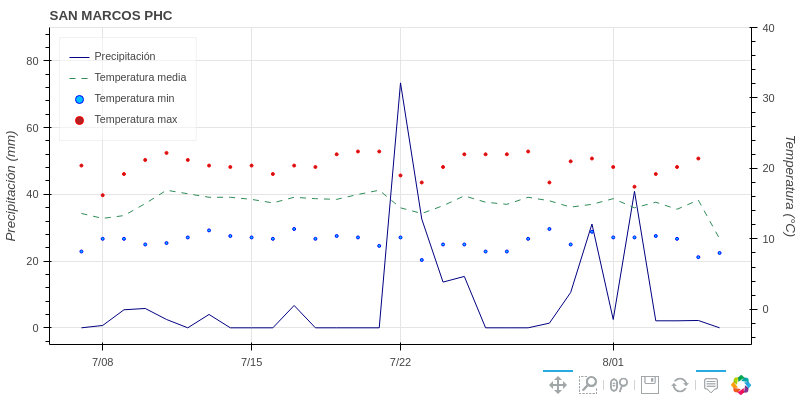 SAN MARCOS PHC
Precipitación
Temperatura media
Temperatura min
Temperatura max
Precipitación (mm)
80
60
40
20
0
40
30
20
10
0
Temperatura (°C)
7/08
7/15
7/22
8/01